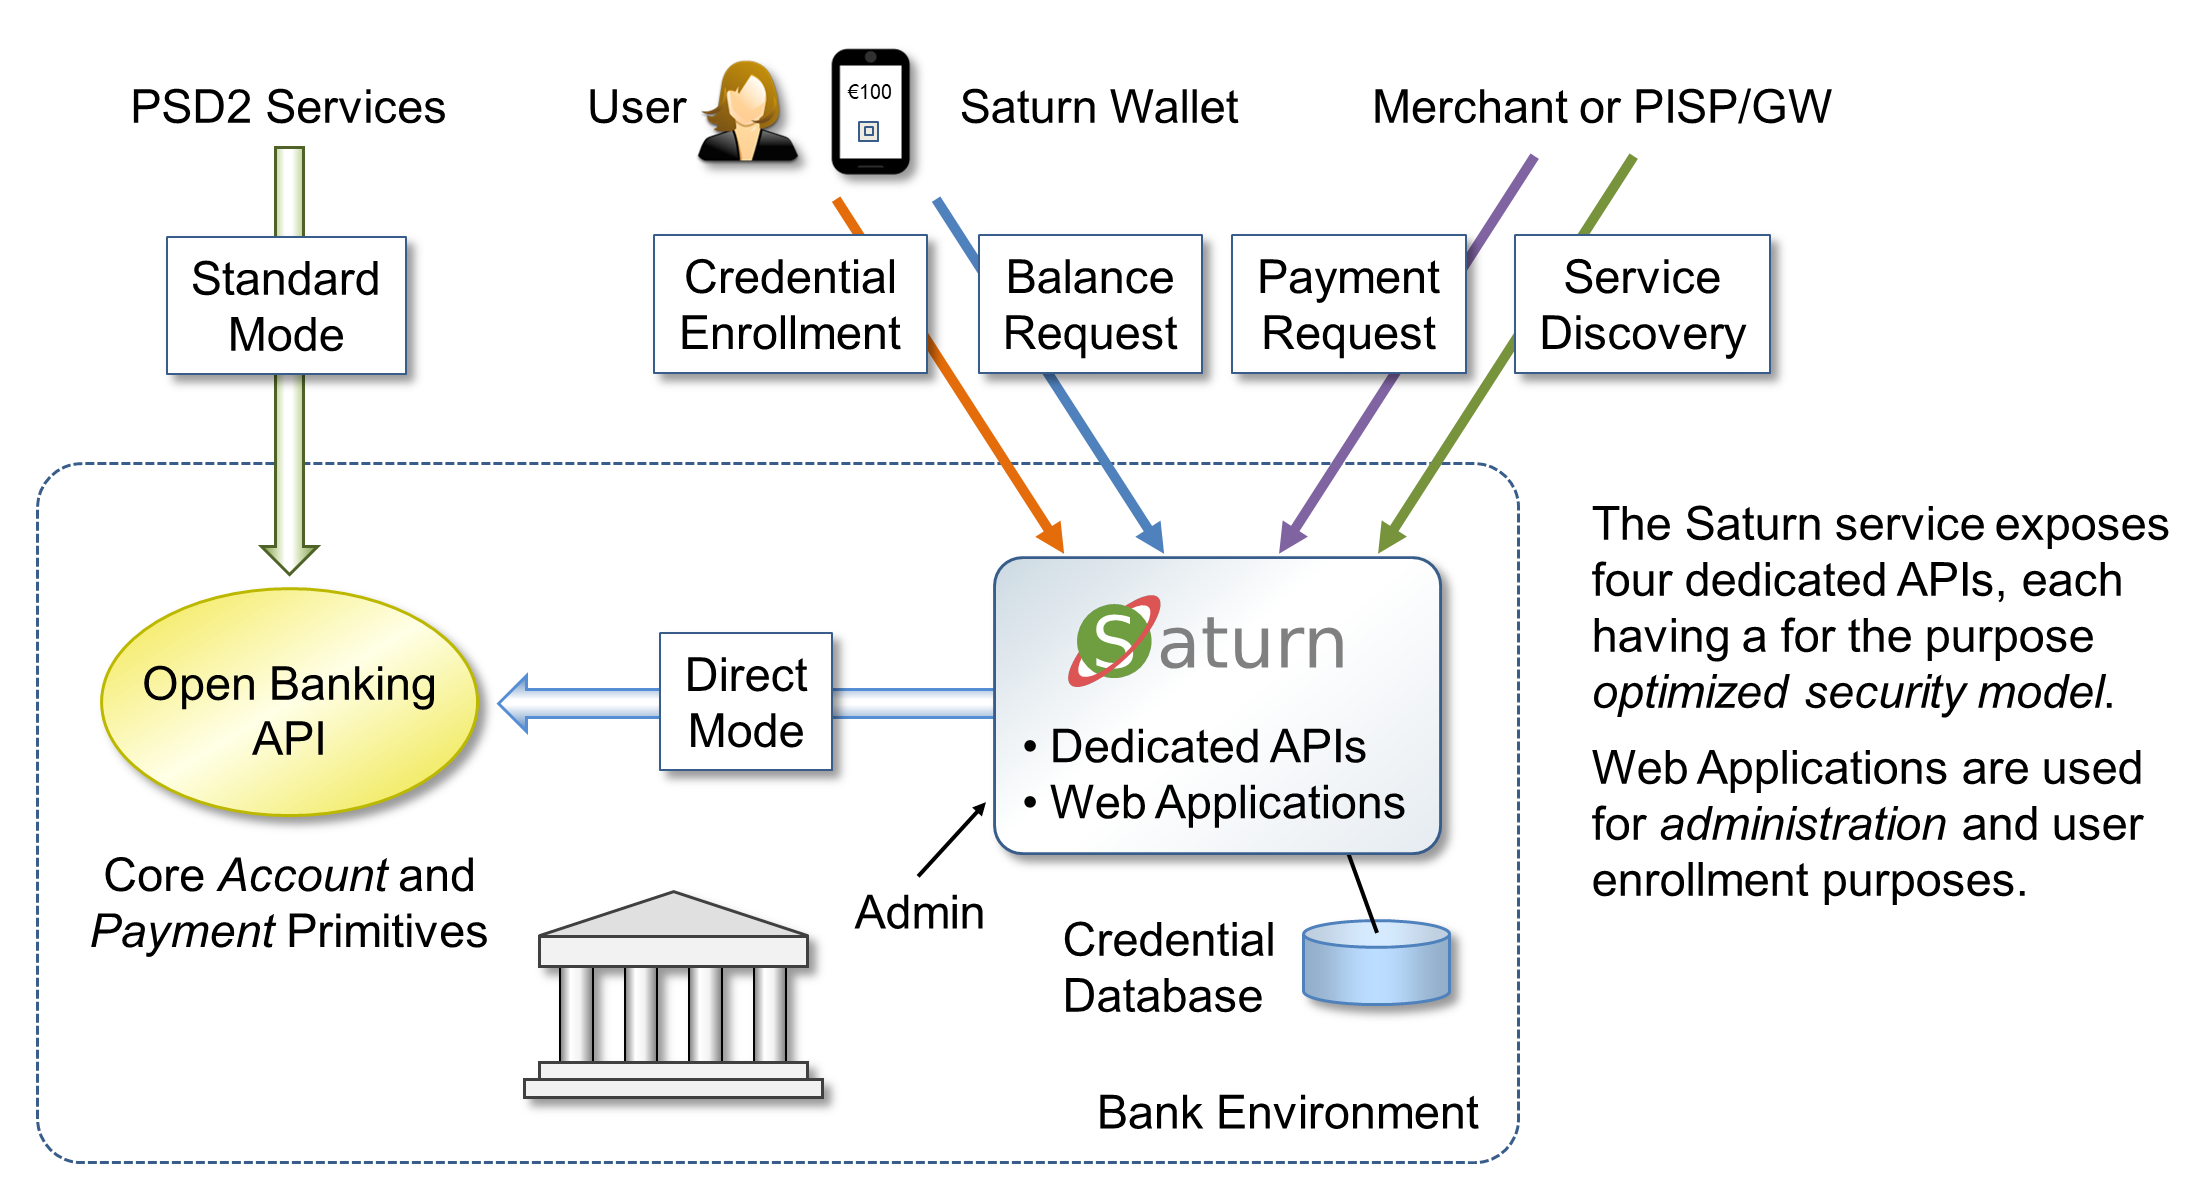 PSD2 Services
User
€100
Saturn Wallet
Merchant or PISP/GW
Standard
Mode
Credential
Enrollment
Balance
Request
Payment
Request
Service
Discovery
The Saturn service exposes
four dedicated APIs, each
having a for the purpose
optimized security model.
Web Applications are used
for administration and user
enrollment purposes.
Open Banking
API
Direct
Mode
Saturn
• Dedicated APIs
• Web Applications
Core Account and
Payment Primitives
Admin
Credential
Database
Bank Environment